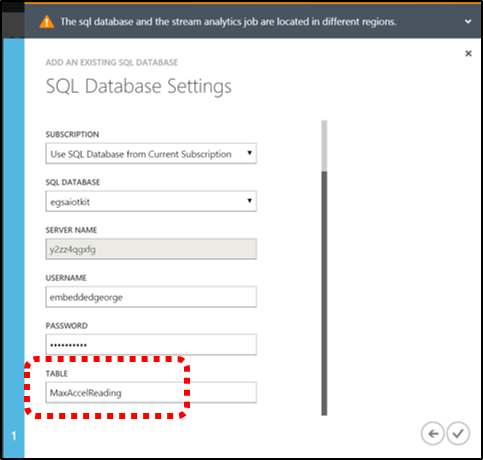 The sql database and the stream analytics job are located in different regions.
ADD AN EXISTING SQL DATABASE
SQL Database Settings
SUBSCRIPTION
Use SQL Database from Current Subscription
SQL DATABASE
egsaiotkit
SERVER NAME
y2zz4qgxfg
USERNAME
embeddedgeorge
PASSWORD
••••••••••
TABLE
MaxAccelReading
1